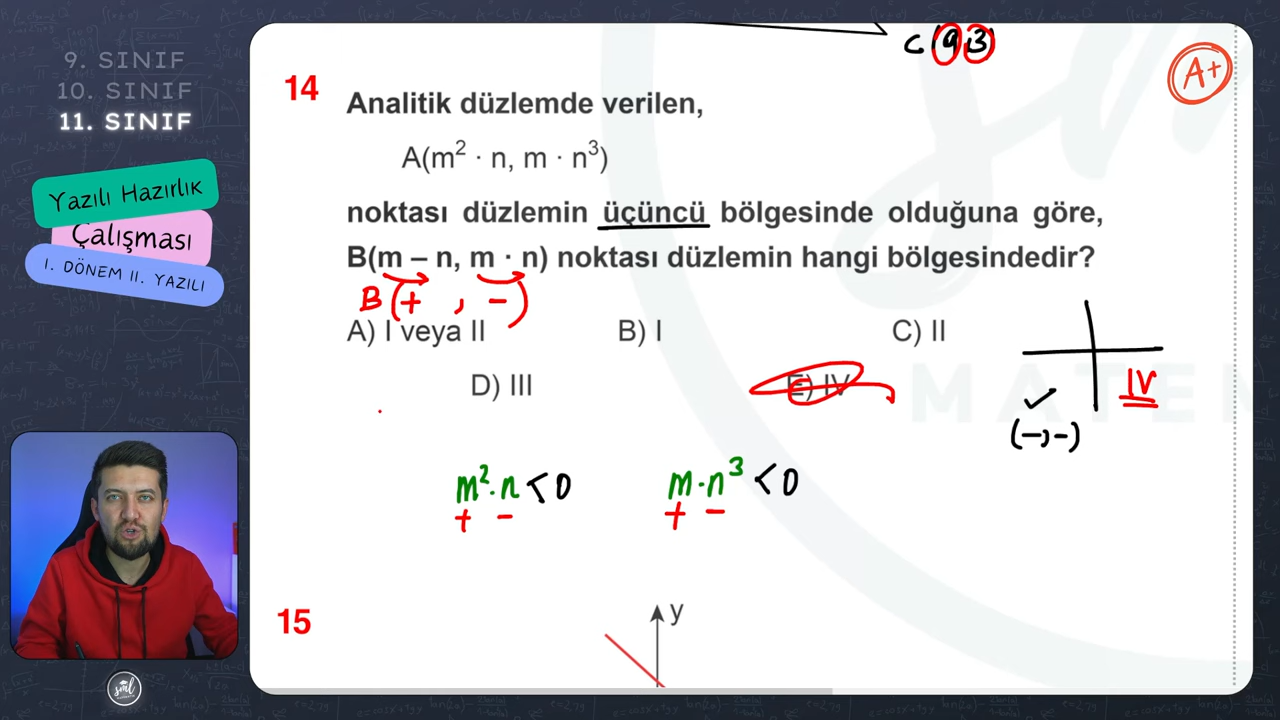 9. SINIF
10. SINIF
11. SINIF
Yazılı Hazırlık
Çalışması
I. DÖNEM II. YAZILI
sml
C(9,3)
A+
14
Analitik düzlemde verilen,
A(m² · n, m · n³)
noktası düzlemin üçüncü bölgesinde olduğuna göre,
B(m – n, m · n) noktası düzlemin hangi bölgesindedir?
B(+ , -)
A) I veya II B) I C) II
D) III E) IV
IV
(-,-)
m²·n<0 m·n³<0
+ - + -
MATE
15
y